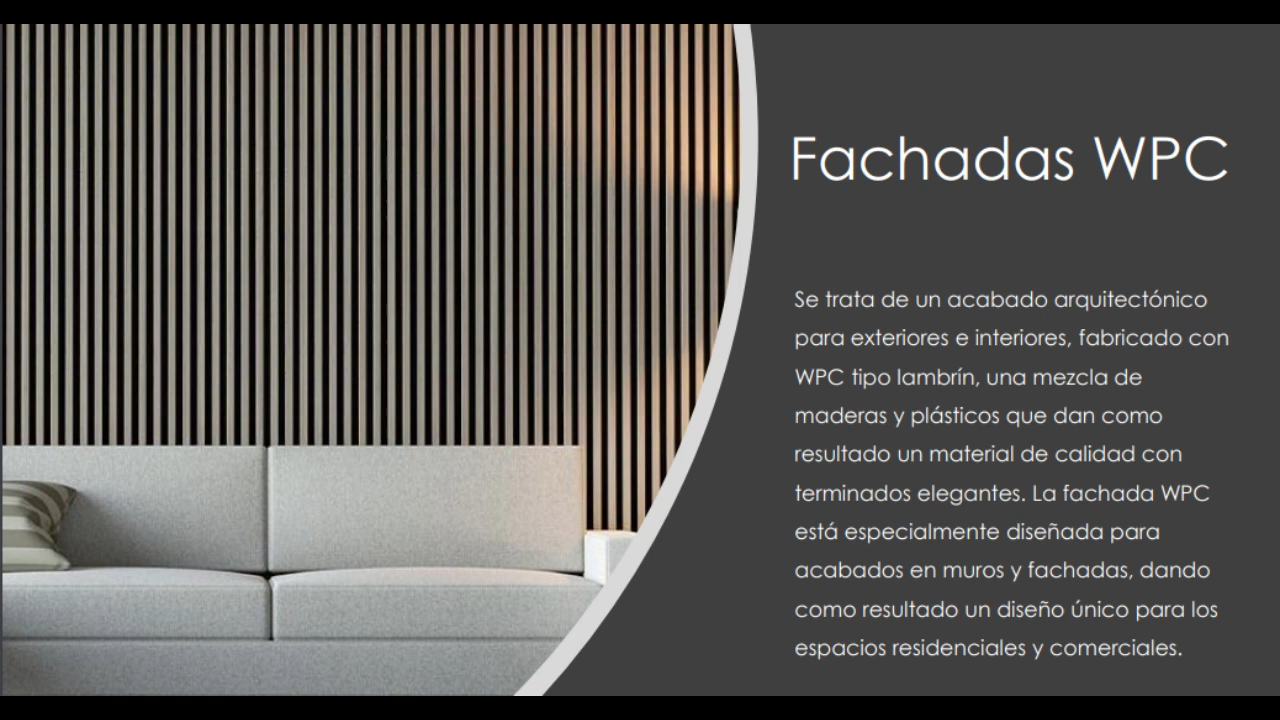 Fachadas WPC
Se trata de un acabado arquitectónico
para exteriores e interiores, fabricado con
WPC tipo lambrín, una mezcla de
maderas y plásticos que dan como
resultado un material de calidad con
terminados elegantes. La fachada WPC
está especialmente diseñada para
acabados en muros y fachadas, dando
como resultado un diseño único para los
espacios residenciales y comerciales.